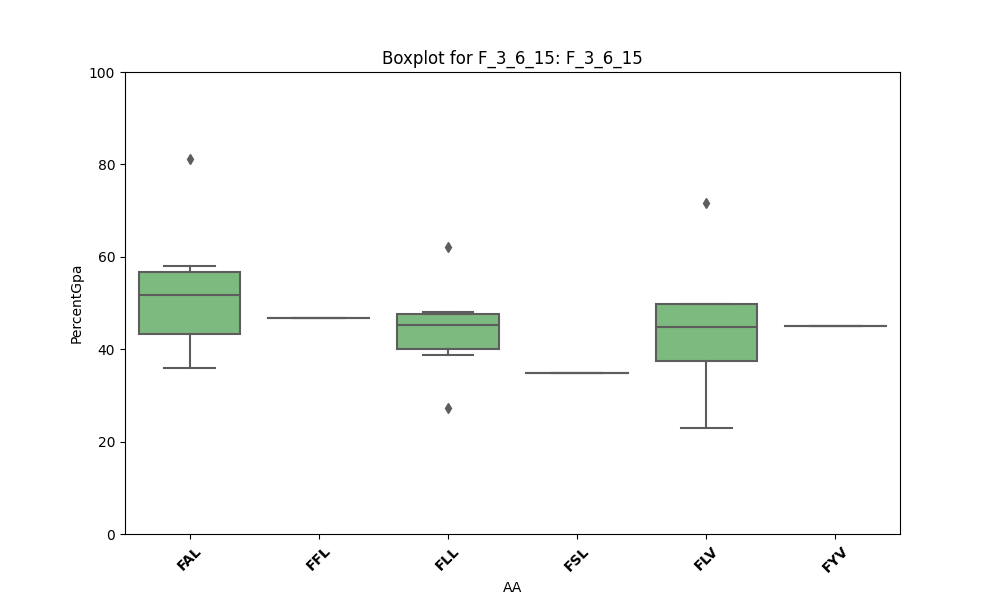 Boxplot for F_3_6_15: F_3_6_15
100
80
60
40
20
0
PercentGpa
FAL
FFL
FLL
FSL
FLV
FYV
AA